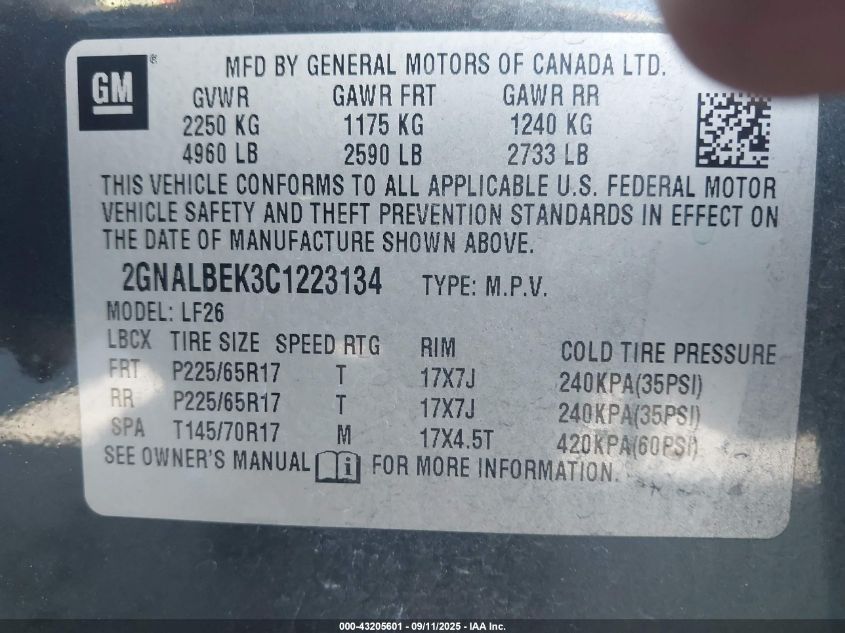 GM ®
MFD BY GENERAL MOTORS OF CANADA LTD.
GVWR GAWR FRT GAWR RR
2250 KG 1175 KG 1240 KG
4960 LB 2590 LB 2733 LB
THIS VEHICLE CONFORMS TO ALL APPLICABLE U.S. FEDERAL MOTOR
VEHICLE SAFETY AND THEFT PREVENTION STANDARDS IN EFFECT ON
THE DATE OF MANUFACTURE SHOWN ABOVE.
2GNALBEK3C1223134 TYPE: M.P.V.
MODEL: LF26
LBCX TIRE SIZE SPEED RTG RIM COLD TIRE PRESSURE
FRT P225/65R17 T 17X7J 240KPA(35PSI)
RR P225/65R17 T 17X7J 240KPA(35PSI)
SPA T145/70R17 M 17X4.5T 420KPA(60PSI)
SEE OWNER'S MANUAL i FOR MORE INFORMATION.
000-43205601 - 09/11/2025 - IAA Inc.